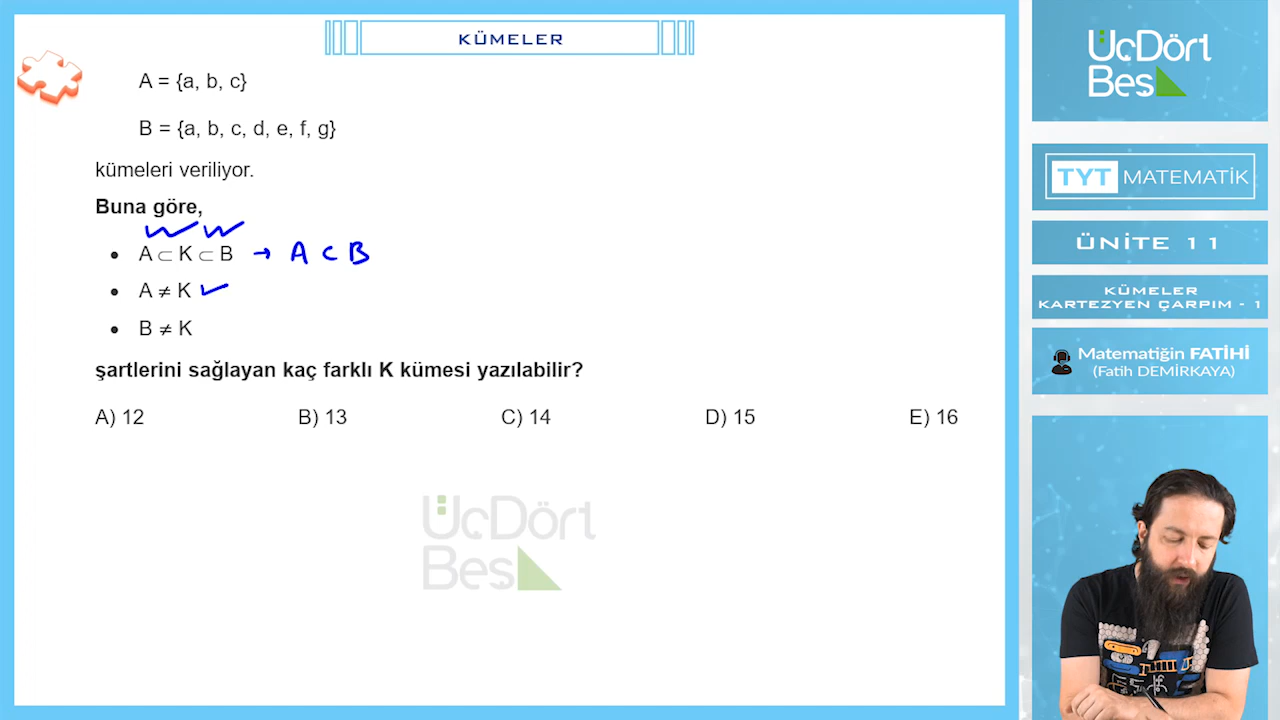 KÜMELER
A = {a, b, c}
B = {a, b, c, d, e, f, g}
kümeleri veriliyor.
Buna göre,
• A ⊂ K ⊂ B → A ⊂ B
• A ≠ K ✓
• B ≠ K
şartlerini sağlayan kaç farklı K kümesi yazılabilir?
A) 12 B) 13 C) 14 D) 15 E) 16
ÜçDört
Beş
ÜçDört
Beş
TYT MATEMATİK
ÜNİTE 11
KÜMELER
KARTEZYEN ÇARPIM - 1
Matematiğin FATİHİ
(Fatih DEMİRKAYA)